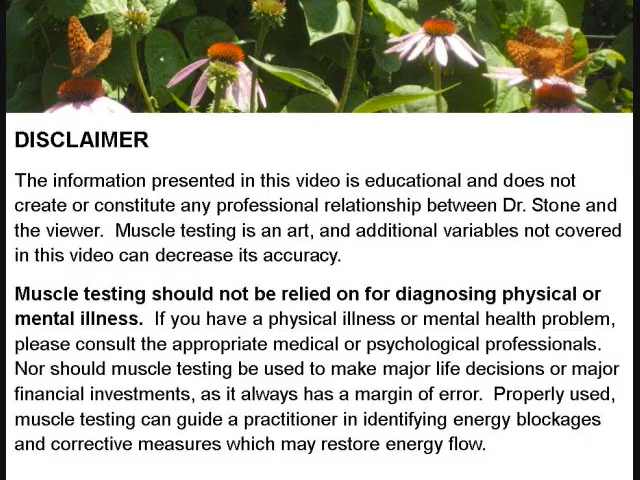 DISCLAIMER
The information presented in this video is educational and does not
create or constitute any professional relationship between Dr. Stone and
the viewer.  Muscle testing is an art, and additional variables not covered
in this video can decrease its accuracy.
Muscle testing should not be relied on for diagnosing physical or
mental illness.  If you have a physical illness or mental health problem,
please consult the appropriate medical or psychological professionals.
Nor should muscle testing be used to make major life decisions or major
financial investments, as it always has a margin of error.  Properly used,
muscle testing can guide a practitioner in identifying energy blockages
and corrective measures which may restore energy flow.